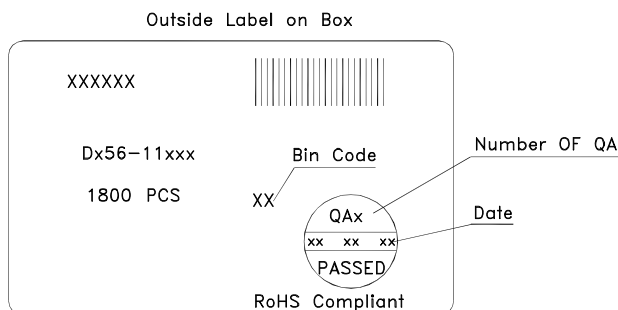 Outside Label on Box
XXXXXX
Dx56-11xxx
1800 PCS
Bin Code
XX
Number OF QA
QAx
Date
xx xx xx
PASSED
RoHS Compliant